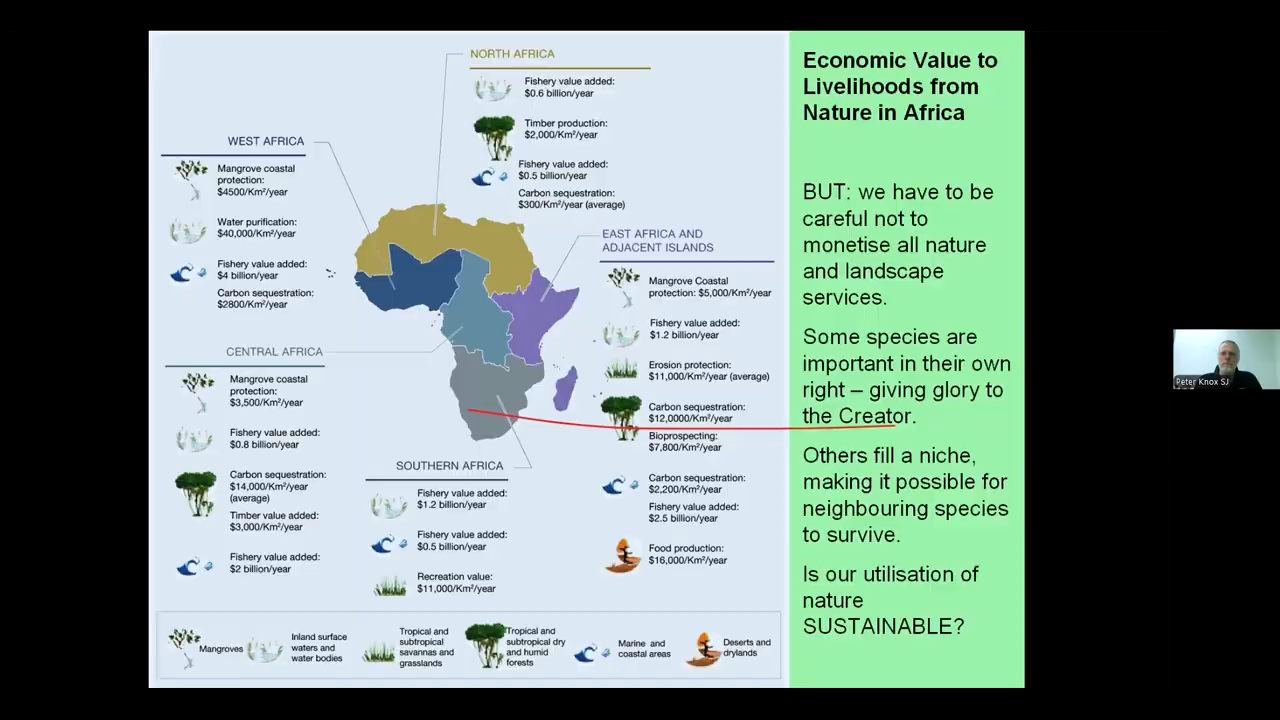 NORTH AFRICA
Fishery value added:
$0.6 billion/year
Timber production:
$2,000/Km²/year
Fishery value added:
$0.5 billion/year
Carbon sequestration:
$300/Km²/year (average)
WEST AFRICA
Mangrove coastal
protection:
$4500/Km²/year
Water purification:
$40,000/Km²/year
Fishery value added:
$4 billion/year
Carbon sequestration:
$2800/Km²/year
EAST AFRICA AND
ADJACENT ISLANDS
Mangrove Coastal
protection: $5,000/Km²/year
Fishery value added:
$1.2 billion/year
Erosion protection:
$11,000/Km²/year (average)
Carbon sequestration:
$12,0000/Km²/year
Bioprospecting:
$7,800/Km²/year
Carbon sequestration:
$2,200/Km²/year
Fishery value added:
$2.5 billion/year
Food production:
$16,000/Km²/year
CENTRAL AFRICA
Mangrove coastal
protection:
$3,500/Km²/year
Fishery value added:
$0.8 billion/year
Carbon sequestration:
$14,000/Km²/year
(average)
Timber value added:
$3,000/Km²/year
Fishery value added:
$2 billion/year
SOUTHERN AFRICA
Fishery value added:
$1.2 billion/year
Fishery value added:
$0.5 billion/year
Recreation value:
$11,000/Km²/year
Mangroves
Inland surface
waters and
water bodies
Tropical and
subtropical
savannas and
grasslands
Tropical and
subtropical dry
and humid
forests
Marine and
coastal areas
Deserts and
drylands
Economic Value to
Livelihoods from
Nature in Africa
BUT: we have to be
careful not to
monetise all nature
and landscape
services.
Some species are
important in their own
right – giving glory to
the Creator.
Others fill a niche,
making it possible for
neighbouring species
to survive.
Is our utilisation of
nature
SUSTAINABLE?
Peter Knox SJ